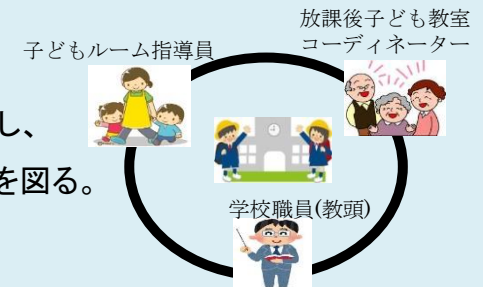 放課後子ども教室
コーディネーター
子どもルーム指導員
し、
を図る。
学校職員(教頭)